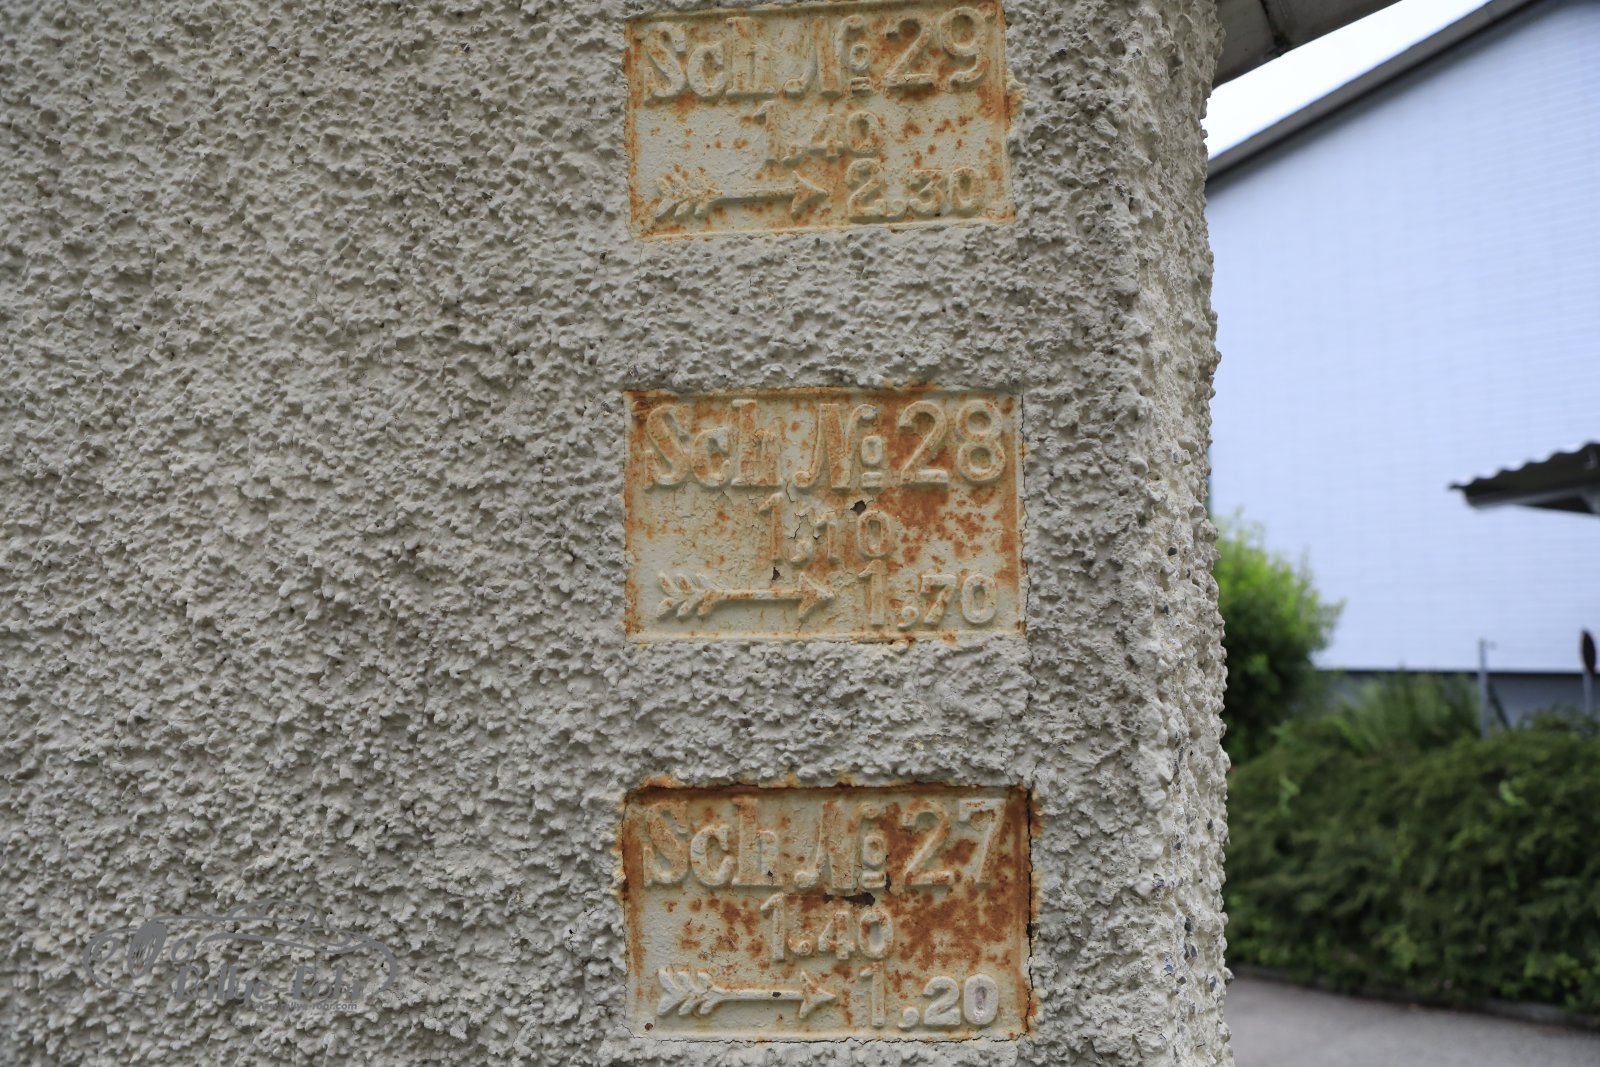 Sch № 29
1.40
2.30
Sch № 28
1,10
1,70
Sch № 27
1.40
1,20